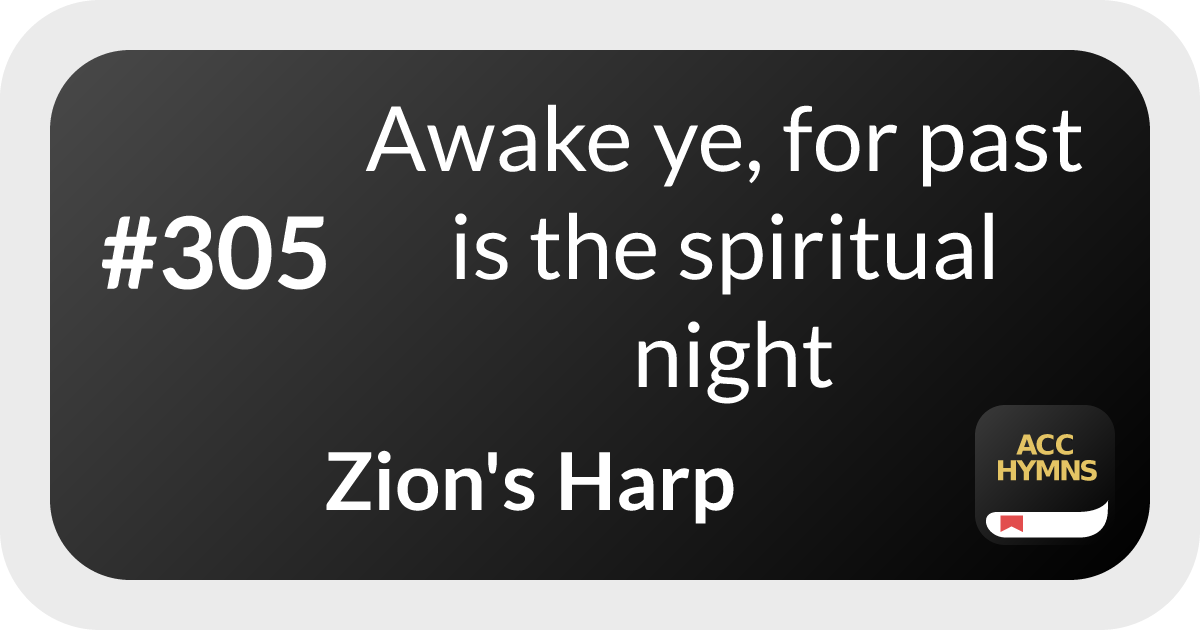 #305
Awake ye, for past
is the spiritual
night
Zion's Harp
ACC
HYMNS